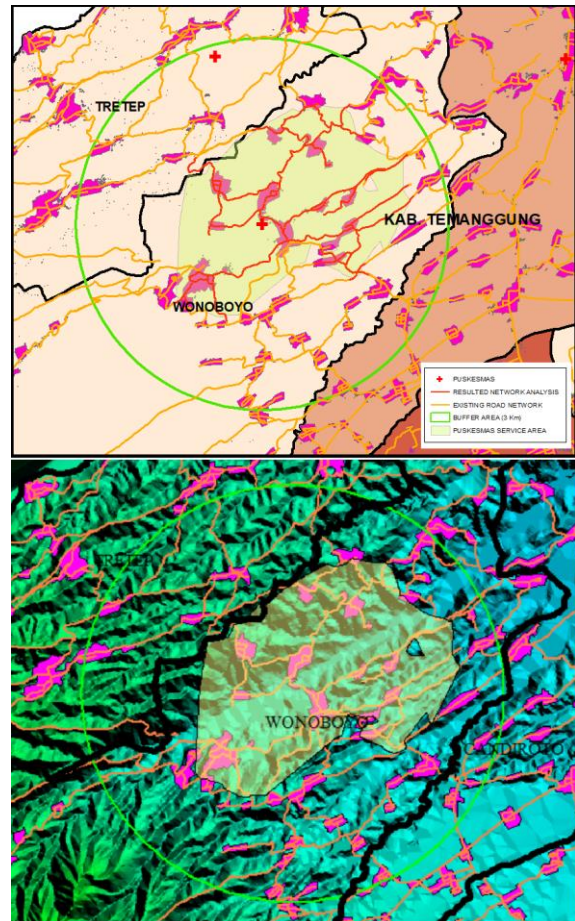 TRETEP
KAB. TEMANGGUNG
WONOBOYO
PUSKESMAS
RESULTED NETWORK ANALYSIS
EXISTING ROAD NETWORK
BUFFER AREA (3 Km)
PUSKESMAS SERVICE AREA
TRETEP
WONOBOYO
CANDIROTO